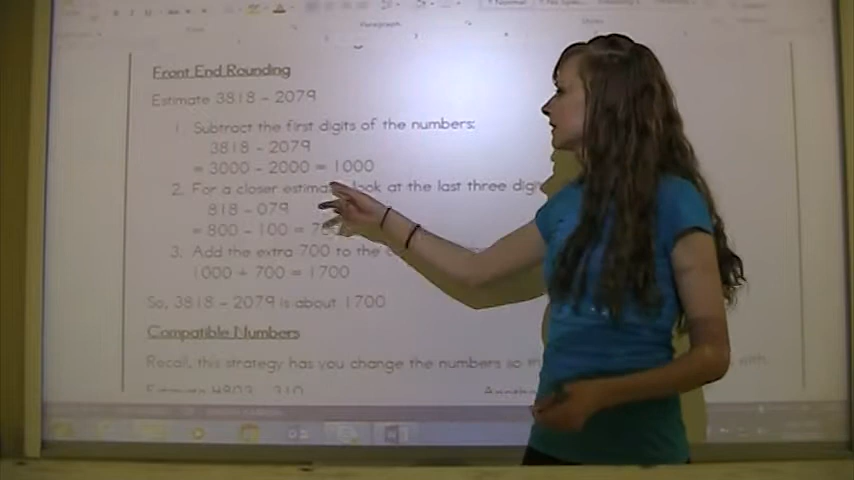 Front End Rounding
Estimate 3818 - 2079
1. Subtract the first digits of the numbers:
3818 - 2079
= 3000 - 2000 = 1000
2. For a closer estimate, look at the last three
818 - 079
= 800 - 100 =
3. Add the extra 700 to the
1000 + 700 = 1700
So, 3818 - 2079 is about 1700
Compatible Numbers
Recall, this strategy has you change the numbers so with